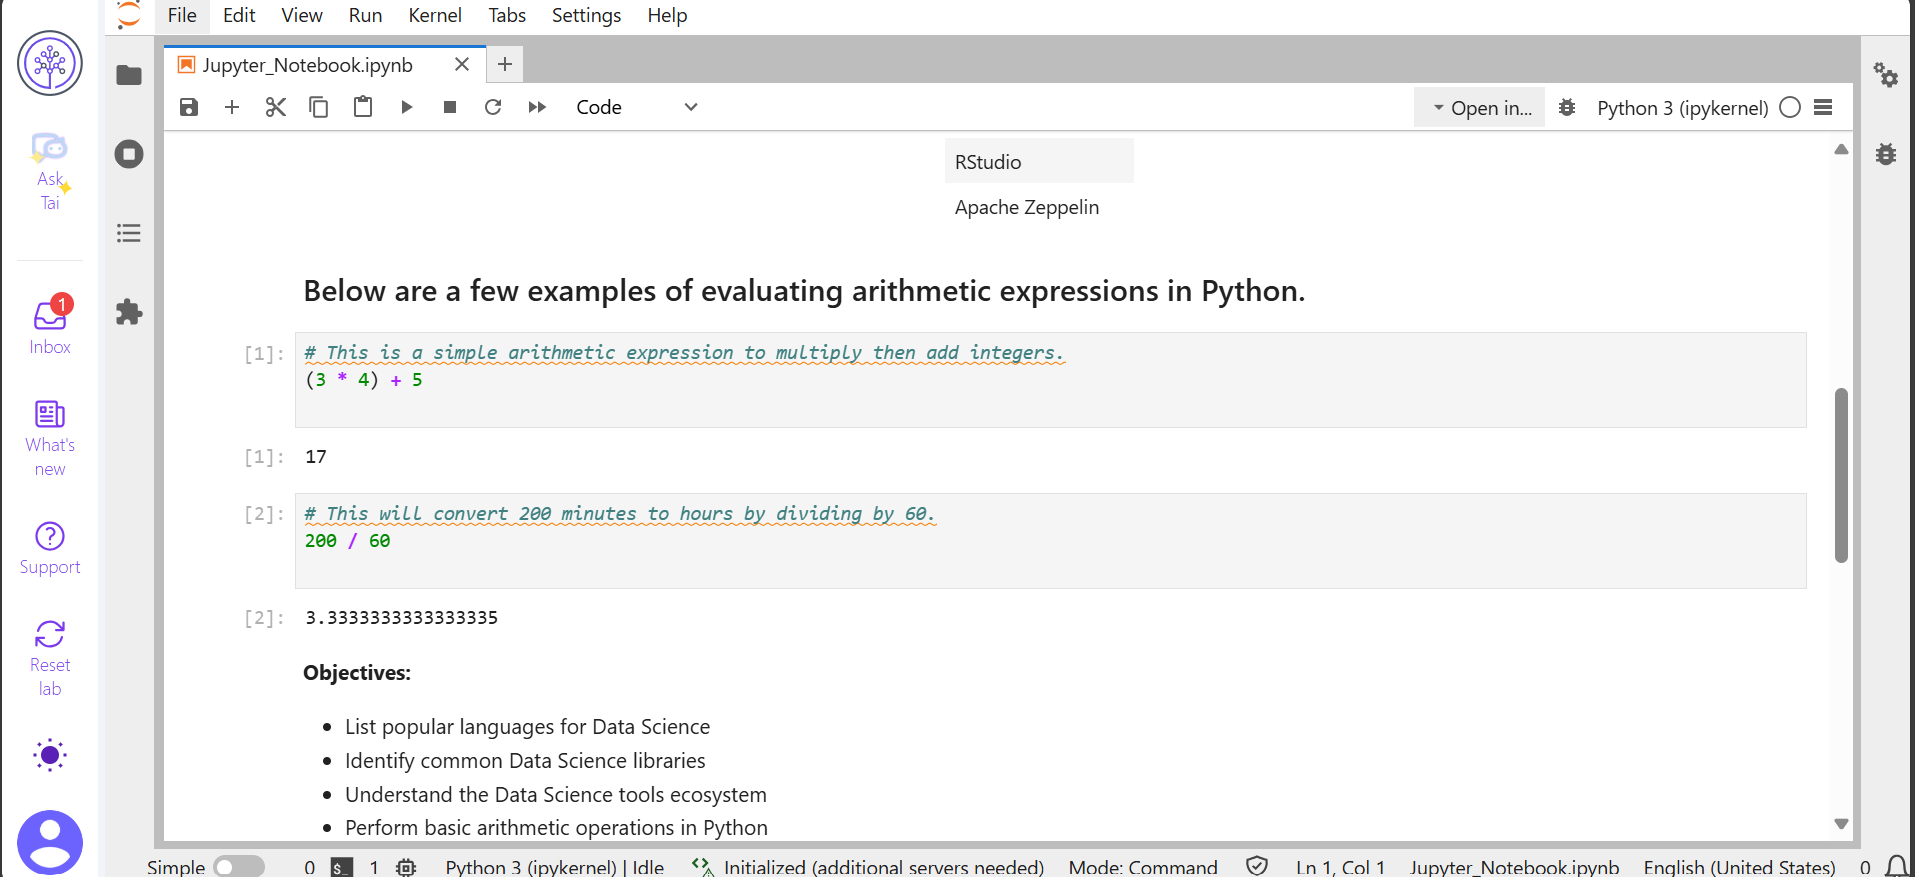 File Edit View Run Kernel Tabs Settings Help
Jupyter_Notebook.ipynb
Code
Open in...
Python 3 (ipykernel)
Ask
Tai
1
Inbox
What's
new
Support
Reset
lab
RStudio
Apache Zeppelin
Below are a few examples of evaluating arithmetic expressions in Python.
[1]: # This is a simple arithmetic expression to multiply then add integers.
(3 * 4) + 5
[1]: 17
[2]: # This will convert 200 minutes to hours by dividing by 60.
200 / 60
[2]: 3.3333333333333335
Objectives:
• List popular languages for Data Science
• Identify common Data Science libraries
• Understand the Data Science tools ecosystem
• Perform basic arithmetic operations in Python
Simple 0 $_ 1 Python 3 (ipykernel) | Idle Initialized (additional servers needed) Mode: Command Ln 1, Col 1 Jupyter_Notebook.ipynb English (United States) 0